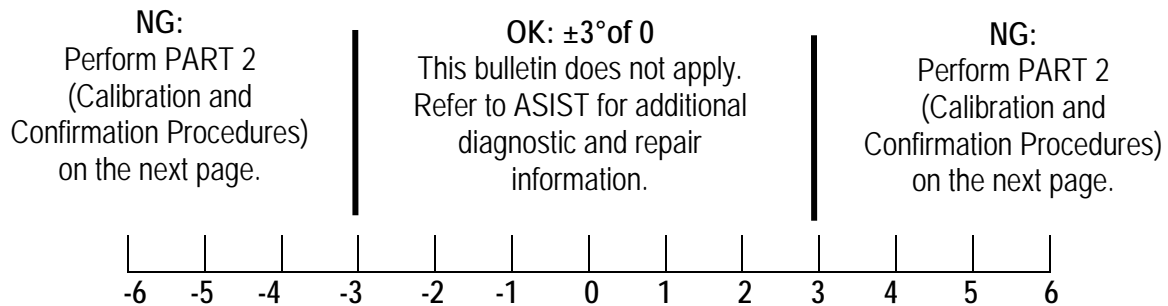 NG:
Perform PART 2
(Calibration and
Confirmation Procedures)
on the next page.
OK: ±3°of 0
This bulletin does not apply.
Refer to ASIST for additional
diagnostic and repair
information.
NG:
Perform PART 2
(Calibration and
Confirmation Procedures)
on the next page.
-6 -5 -4 -3 -2 -1 0 1 2 3 4 5 6